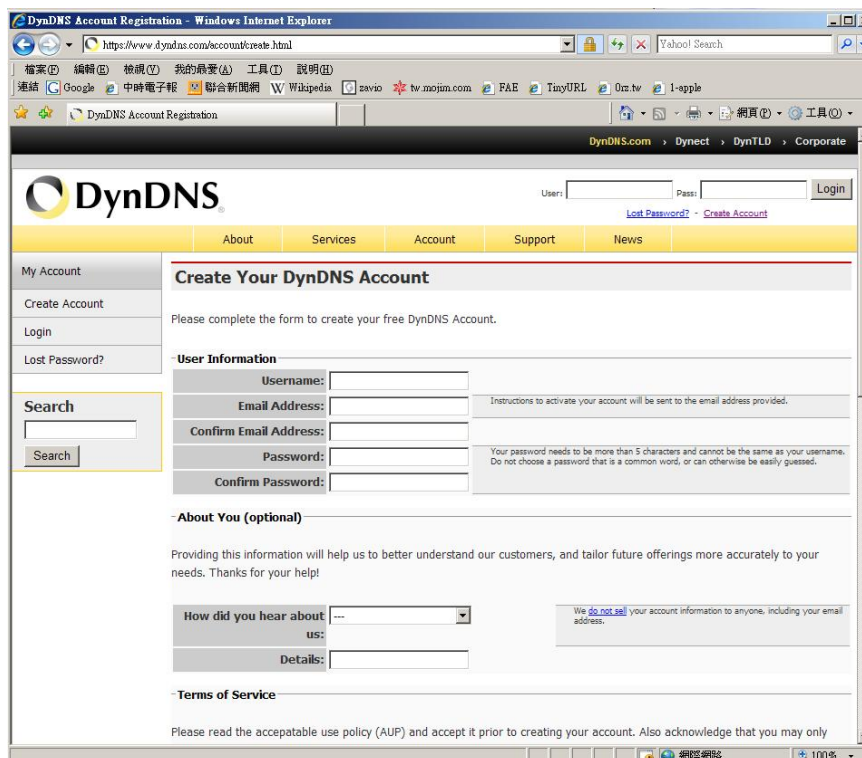 DynDNS Account Registration - Windows Internet Explorer
https://www.dyndns.com/account/create.html
Yahoo! Search
檔案(F) 編輯(E) 檢視(V) 我的最愛(A) 工具(T) 說明(H)
連結 Google 中時電子報 聯合新聞網 Wikipedia zavio tw.mojim.com FAE TinyURL 0rz.tw 1-apple
DynDNS Account Registration
網頁(P) 工具(O)
DynDNS.com › Dynect › DynTLD › Corporate
DynDNS
User: Pass: Login
Lost Password? - Create Account
About Services Account Support News
My Account
Create Account
Login
Lost Password?
Search
Search
Create Your DynDNS Account
Please complete the form to create your free DynDNS Account.
User Information
Username:
Email Address: Instructions to activate your account will be sent to the email address provided.
Confirm Email Address:
Password: Your password needs to be more than 5 characters and cannot be the same as your username.
Do not choose a password that is a common word, or can otherwise be easily guessed.
Confirm Password:
About You (optional)
Providing this information will help us to better understand our customers, and tailor future offerings more accurately to your
needs. Thanks for your help!
How did you hear about --- We do not sell your account information to anyone, including your email
us: address.
Details:
Terms of Service
Please read the accepatable use policy (AUP) and accept it prior to creating your account. Also acknowledge that you may only
網際網路 100%